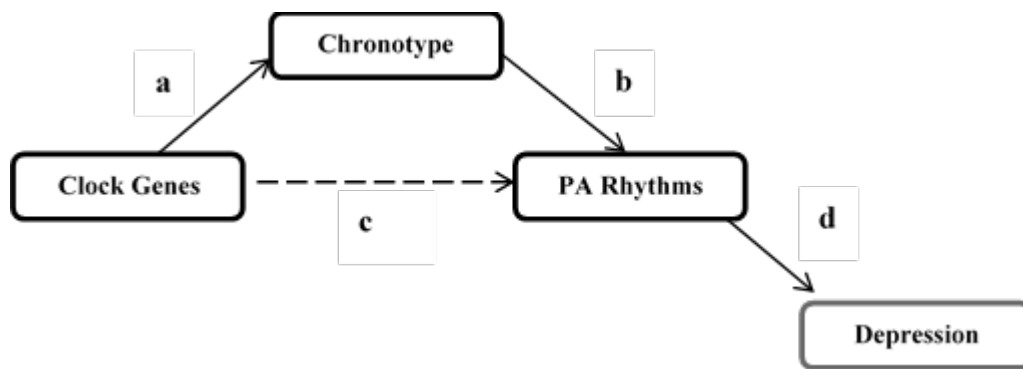 Chronotype
a
b
Clock Genes
PA Rhythms
c
d
Depression